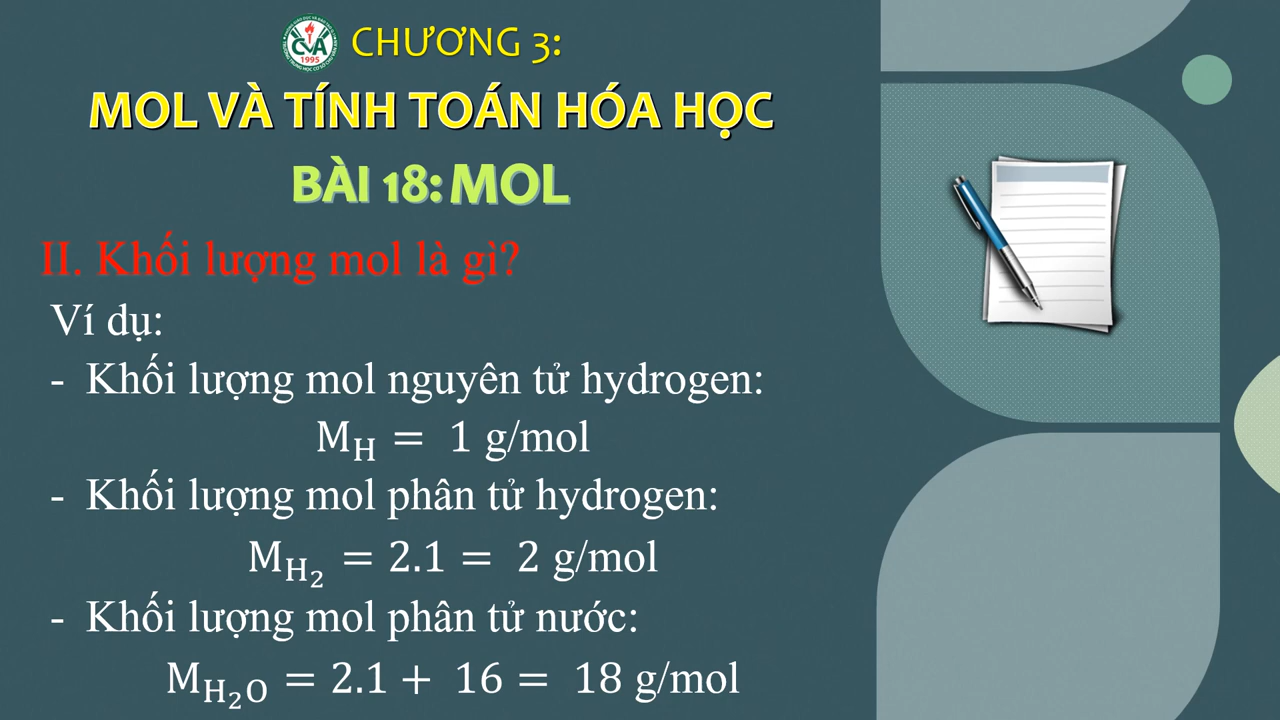 CVA
1995
CHƯƠNG 3:
MOL VÀ TÍNH TOÁN HÓA HỌC
BÀI 18: MOL
II. Khối lượng mol là gì?
Ví dụ:
- Khối lượng mol nguyên tử hydrogen:
M_H = 1 g/mol
- Khối lượng mol phân tử hydrogen:
M_H₂ = 2.1 = 2 g/mol
- Khối lượng mol phân tử nước:
M_H₂O = 2.1 + 16 = 18 g/mol